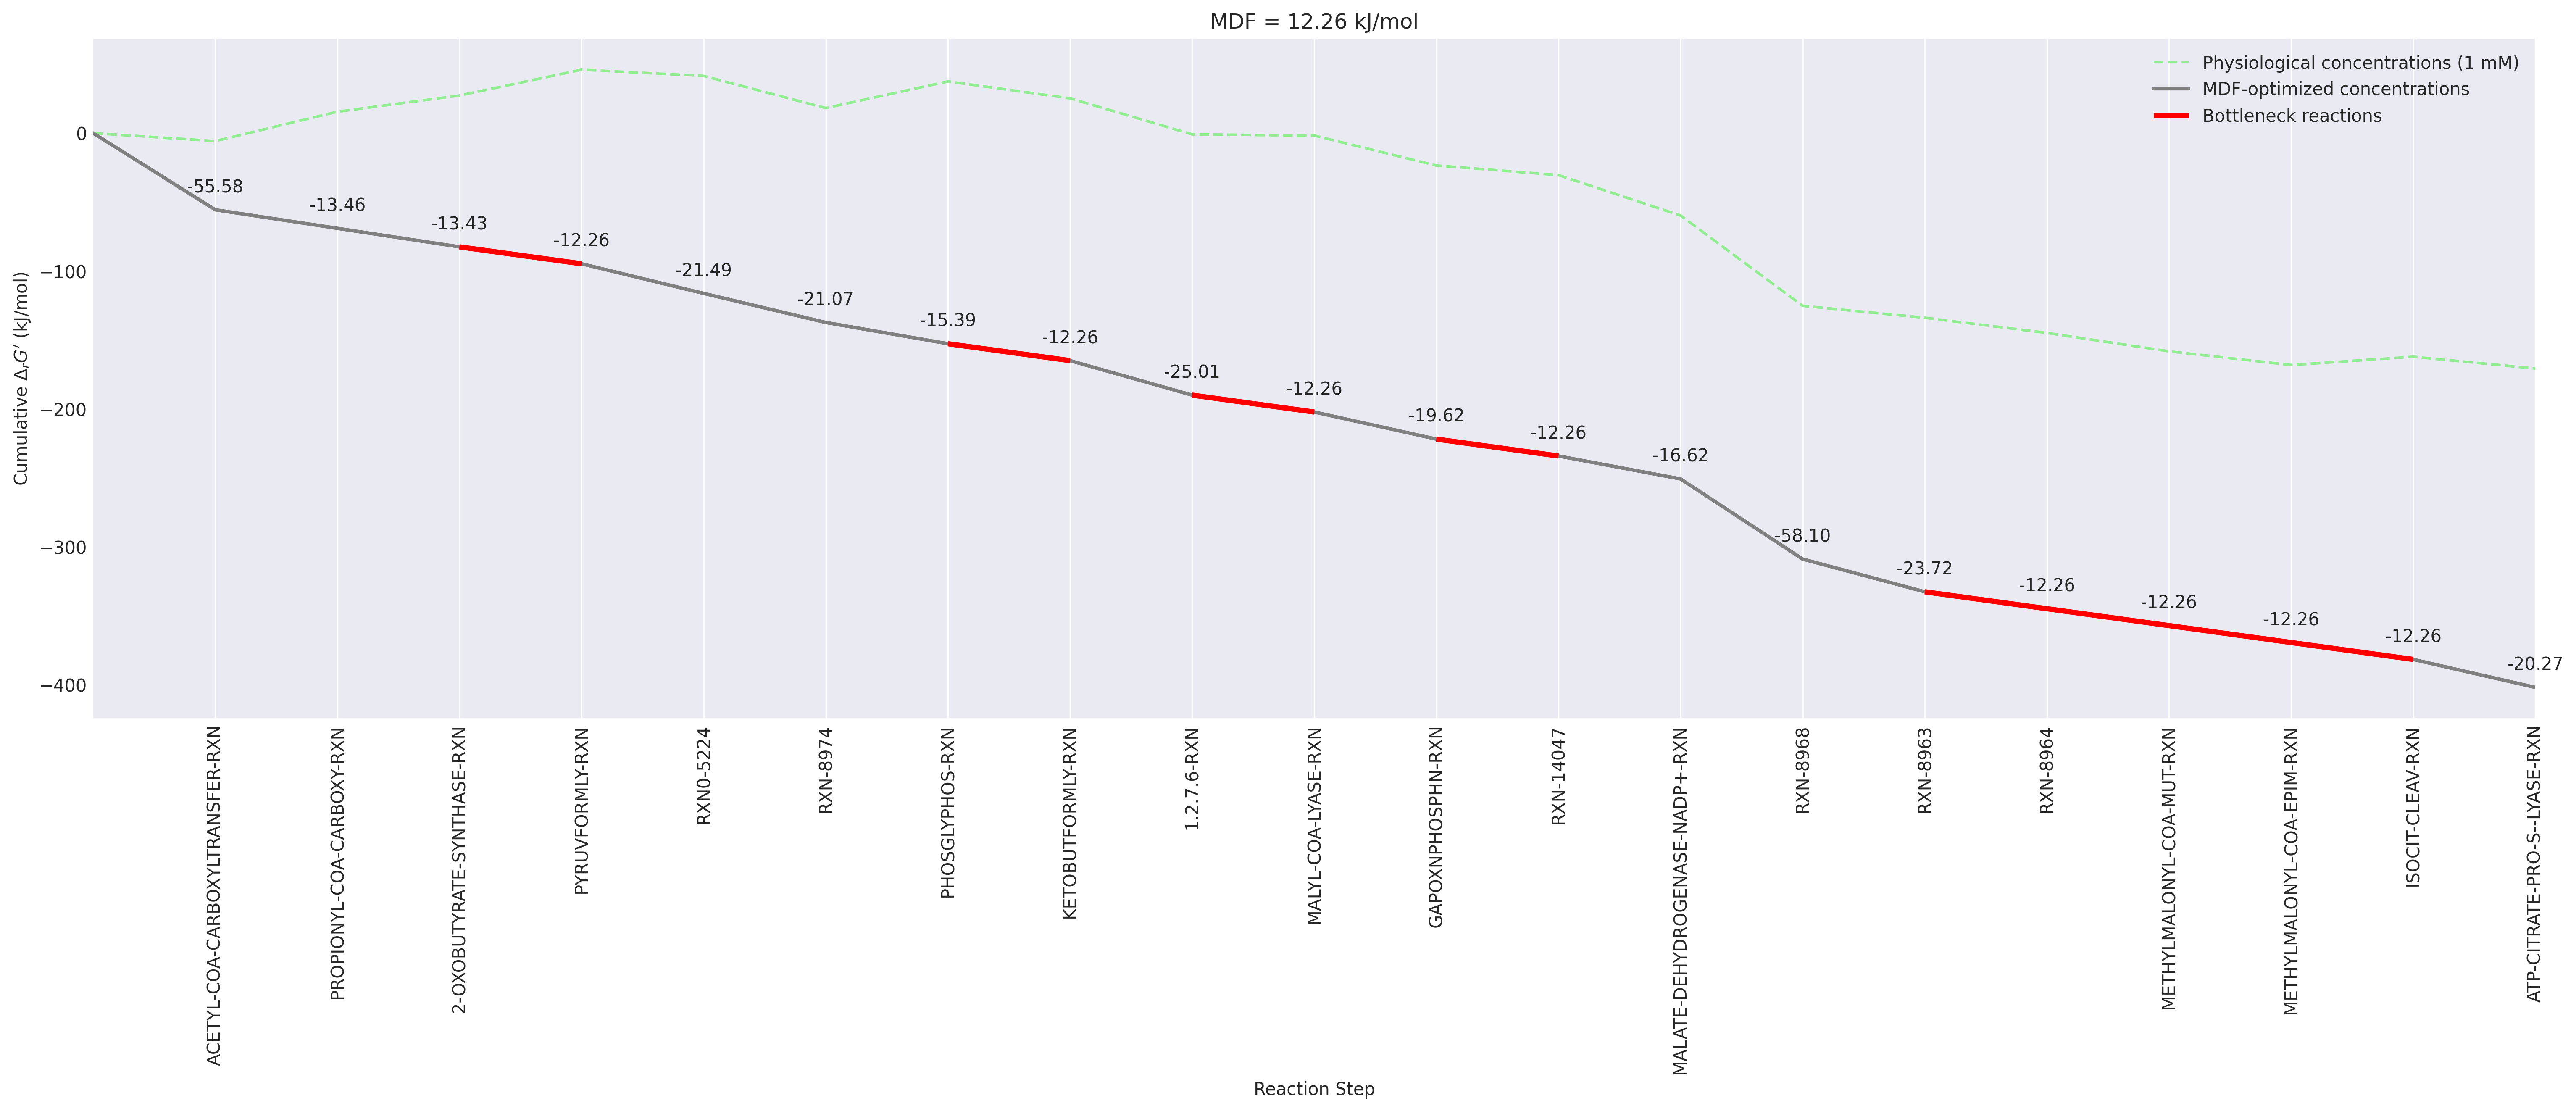 MDF = 12.26 kJ/mol
Physiological concentrations (1 mM)
MDF-optimized concentrations
Bottleneck reactions
Cumulative Δ_rG′ (kJ/mol)
0
−100
−200
−300
−400
-55.58
-13.46
-13.43
-12.26
-21.49
-21.07
-15.39
-12.26
-25.01
-12.26
-19.62
-12.26
-16.62
-58.10
-23.72
-12.26
-12.26
-12.26
-12.26
-20.27
ACETYL-COA-CARBOXYLTRANSFER-RXN
PROPIONYL-COA-CARBOXY-RXN
2-OXOBUTYRATE-SYNTHASE-RXN
PYRUVFORMLY-RXN
RXN0-5224
RXN-8974
PHOSGLYPHOS-RXN
KETOBUTFORMLY-RXN
1.2.7.6-RXN
MALYL-COA-LYASE-RXN
GAPOXNPHOSPHN-RXN
RXN-14047
MALATE-DEHYDROGENASE-NADP+-RXN
RXN-8968
RXN-8963
RXN-8964
METHYLMALONYL-COA-MUT-RXN
METHYLMALONYL-COA-EPIM-RXN
ISOCIT-CLEAV-RXN
ATP-CITRATE-PRO-S--LYASE-RXN
Reaction Step